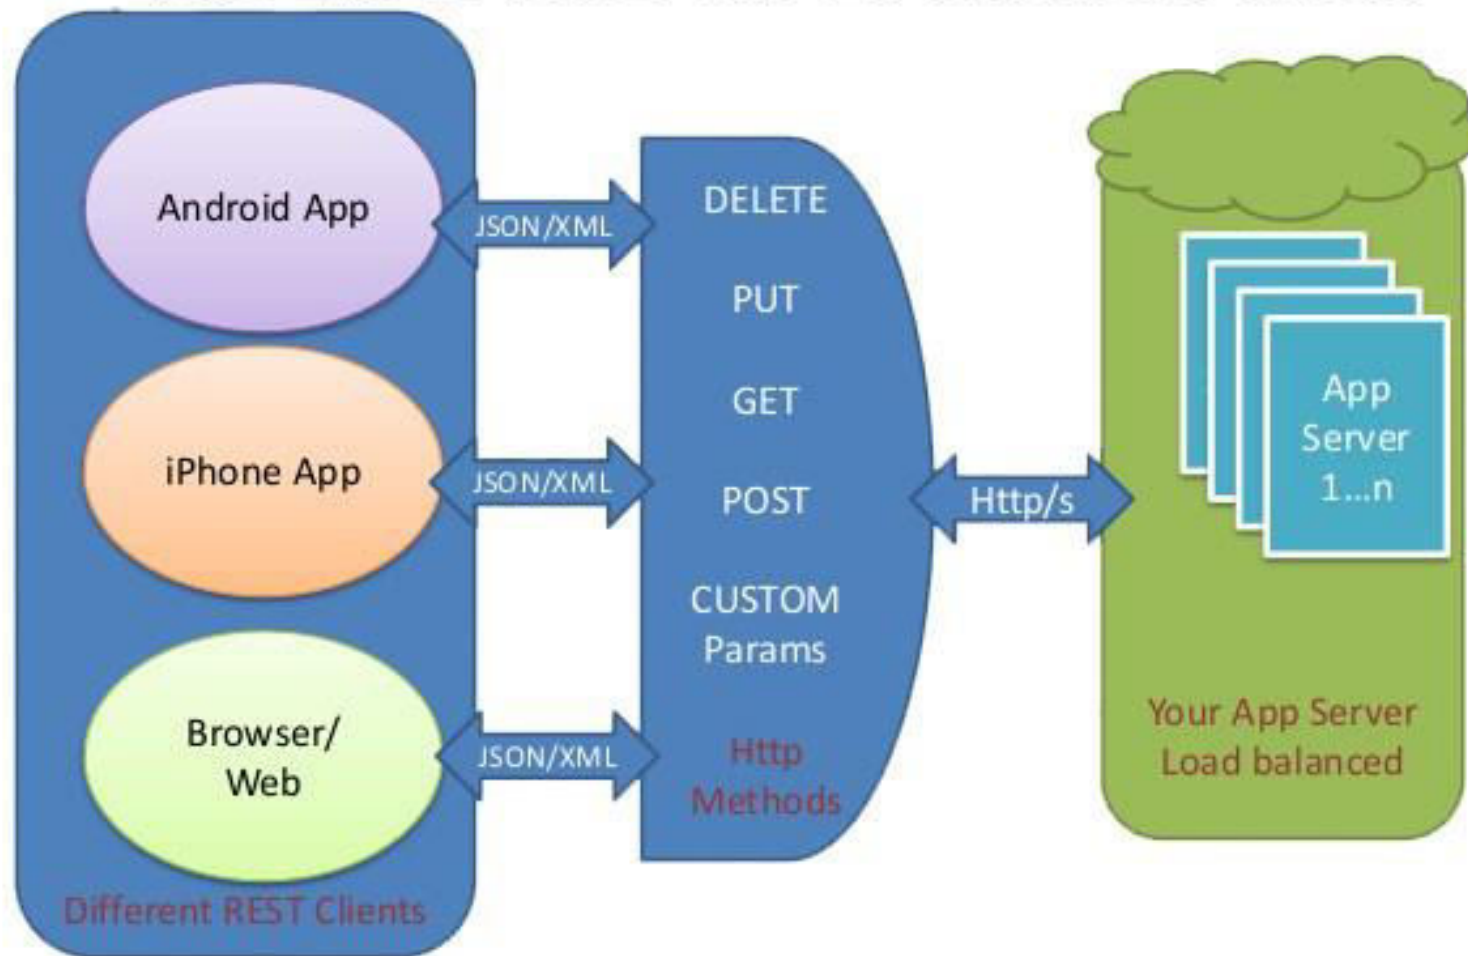 Android App
iPhone App
Browser/
Web
Different REST Clients
JSON/XML
JSON/XML
JSON/XML
DELETE
PUT
GET
POST
CUSTOM
Params
Http
Methods
Http/s
App
Server
1...n
Your App Server
Load balanced